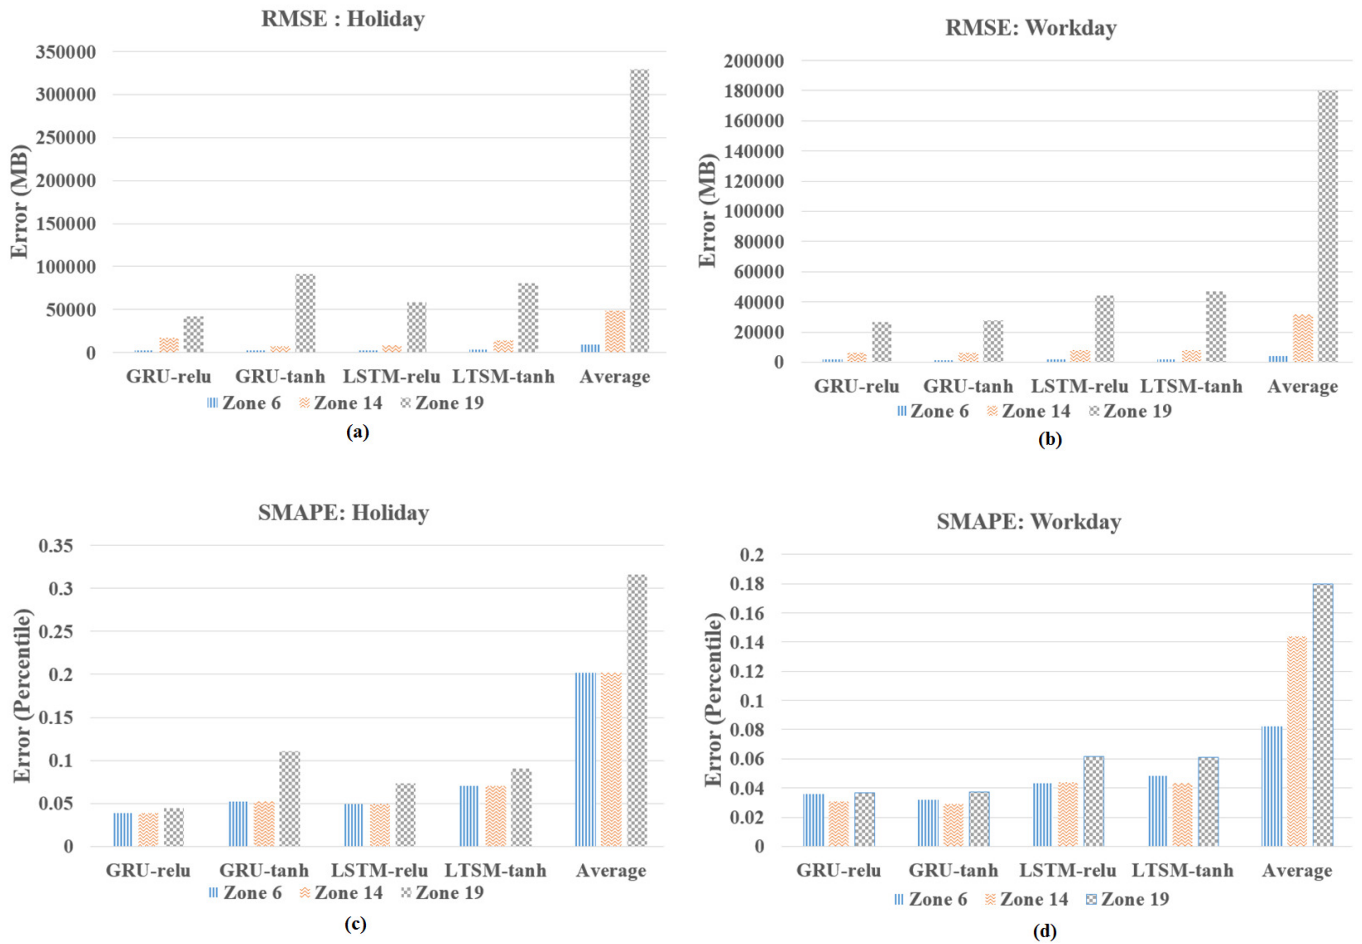 RMSE : Holiday
350000
300000
250000
200000
150000
100000
50000
0
Error (MB)
GRU-relu GRU-tanh LSTM-relu LTSM-tanh Average
Zone 6 Zone 14 Zone 19
(a)
RMSE: Workday
200000
180000
160000
140000
120000
100000
80000
60000
40000
20000
0
Error (MB)
GRU-relu GRU-tanh LSTM-relu LTSM-tanh Average
Zone 6 Zone 14 Zone 19
(b)
SMAPE: Holiday
0.35
0.3
0.25
0.2
0.15
0.1
0.05
0
Error (Percentile)
GRU-relu GRU-tanh LSTM-relu LTSM-tanh Average
Zone 6 Zone 14 Zone 19
(c)
SMAPE: Workday
0.2
0.18
0.16
0.14
0.12
0.1
0.08
0.06
0.04
0.02
0
Error (Percentile)
GRU-relu GRU-tanh LSTM-relu LTSM-tanh Average
Zone 6 Zone 14 Zone 19
(d)